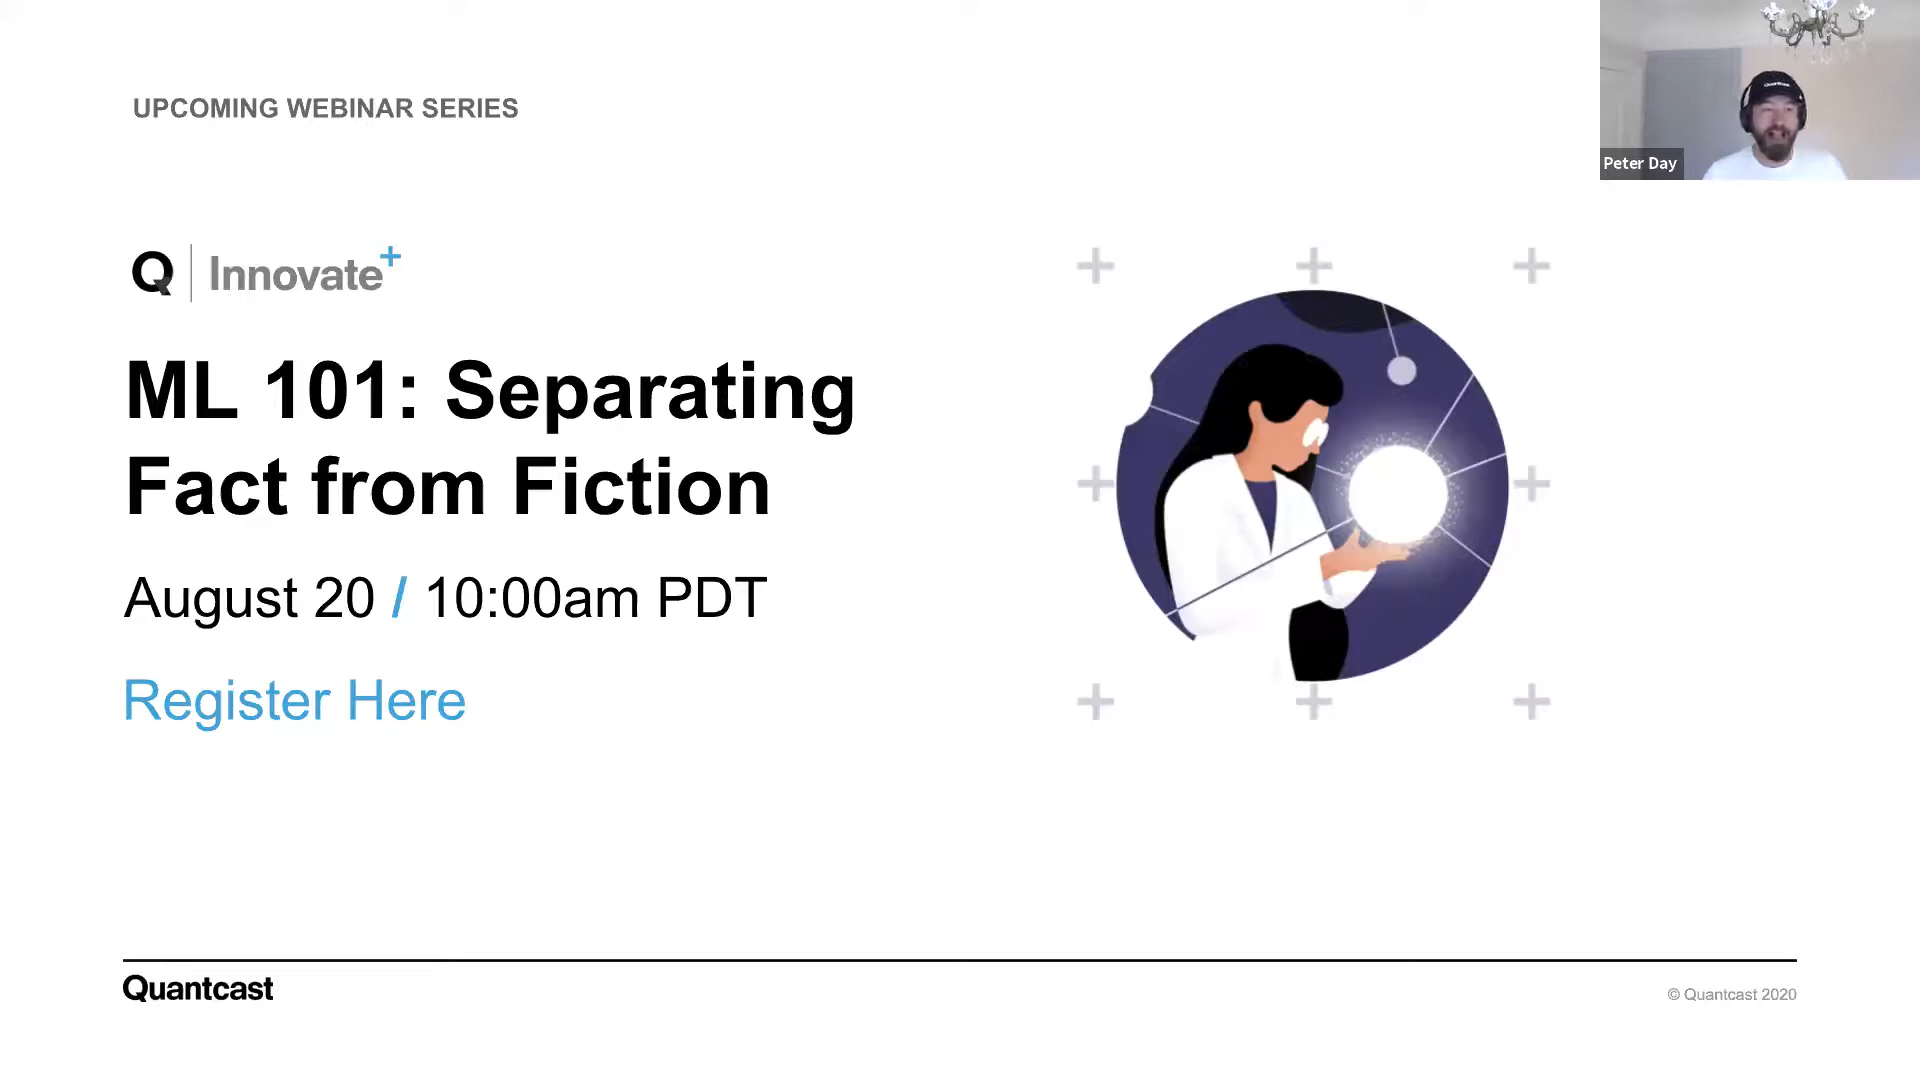 UPCOMING WEBINAR SERIES
Quantcast
Peter Day
Q | Innovate+
ML 101: Separating
Fact from Fiction
August 20 / 10:00am PDT
Register Here
Quantcast
© Quantcast 2020